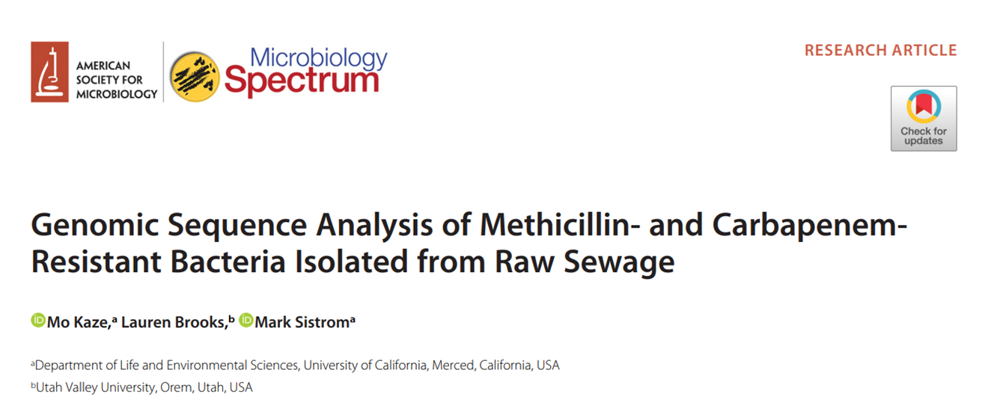 AMERICAN
SOCIETY FOR
MICROBIOLOGY
Microbiology
Spectrum
RESEARCH ARTICLE
Check for
updates
Genomic Sequence Analysis of Methicillin- and Carbapenem-
Resistant Bacteria Isolated from Raw Sewage
iD Mo Kaze,ᵃ Lauren Brooks,ᵇ iD Mark Sistromᵃ
ᵃDepartment of Life and Environmental Sciences, University of California, Merced, California, USA
ᵇUtah Valley University, Orem, Utah, USA